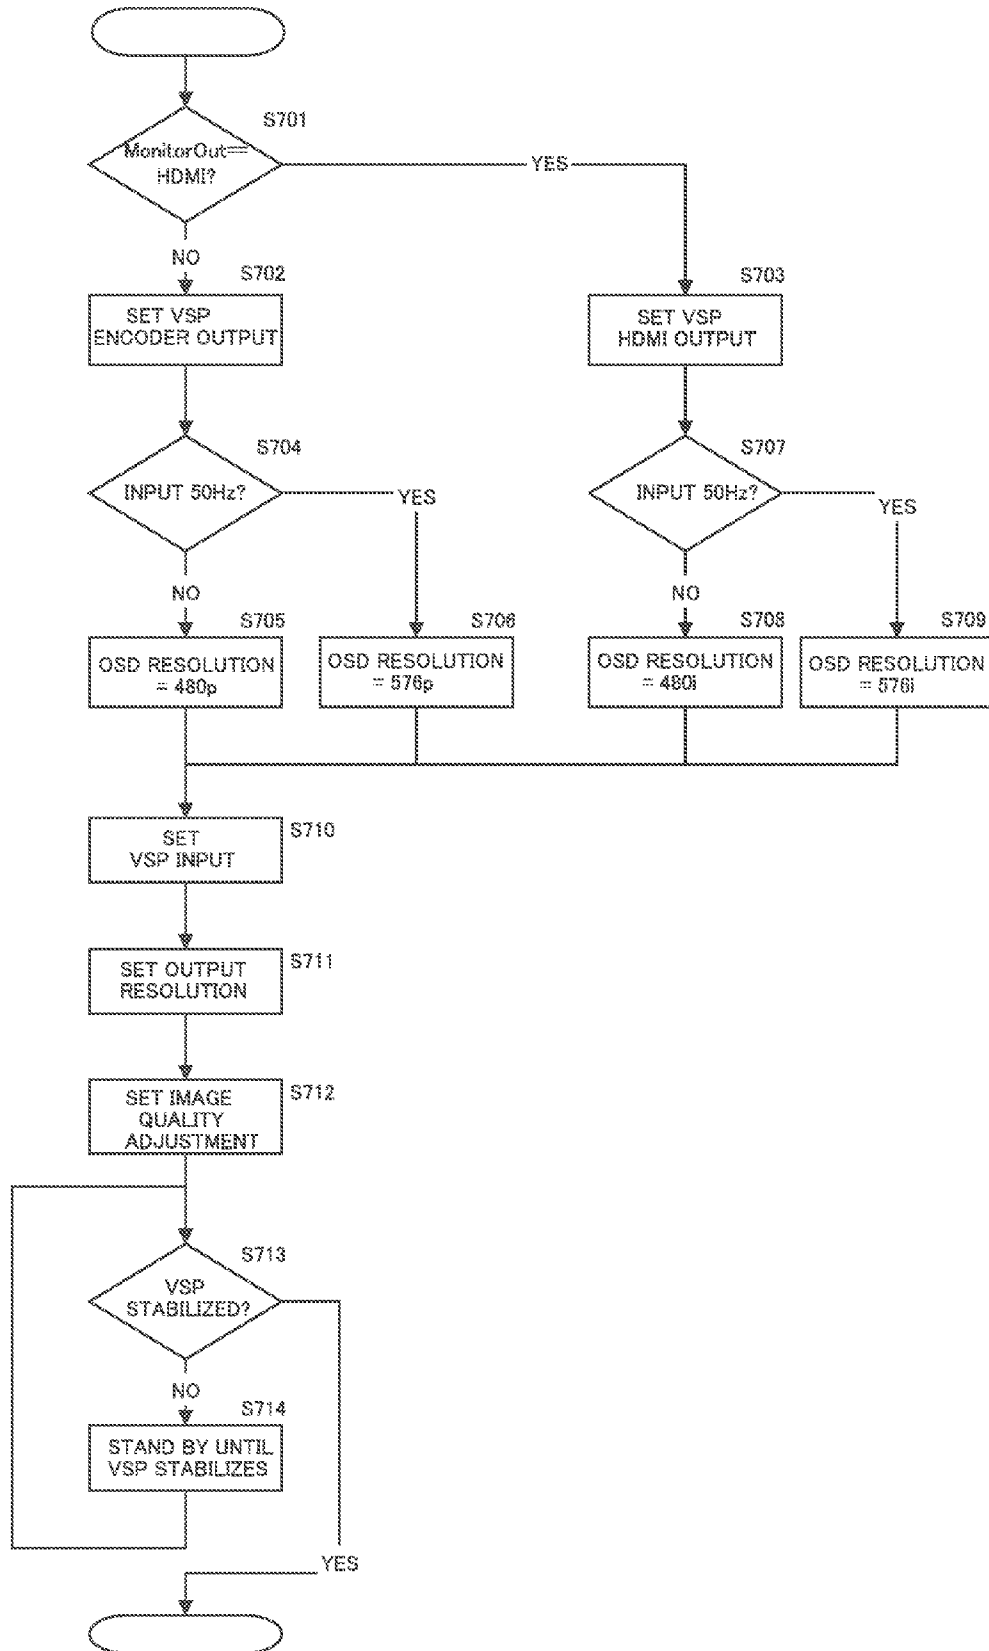 S701
MonitorOut==
HDMI?
YES
NO
S702
SET VSP
ENCODER OUTPUT
S703
SET VSP
HDMI OUTPUT
S704
INPUT 50Hz?
YES
S707
INPUT 50Hz?
YES
NO
S705
OSD RESOLUTION
= 480p
S706
OSD RESOLUTION
= 576p
NO
S708
OSD RESOLUTION
= 480i
S709
OSD RESOLUTION
= 576i
S710
SET
VSP INPUT
S711
SET OUTPUT
RESOLUTION
S712
SET IMAGE
QUALITY
ADJUSTMENT
S713
VSP
STABILIZED?
NO
S714
STAND BY UNTIL
VSP STABILIZES
YES